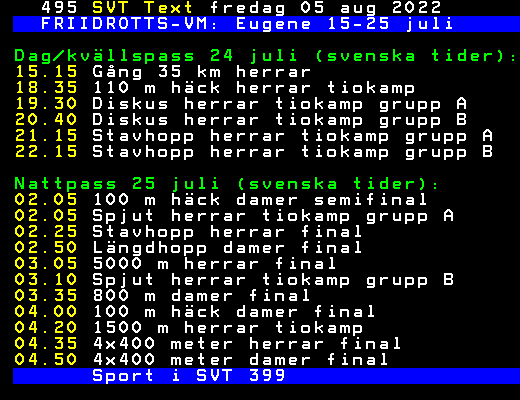 495 SVT Text fredag 05 aug 2022
FRIIDROTTS-VM: Eugene 15-25 juli
Dag/kvällspass 24 juli (svenska tider):
15.15 Gång 35 km herrar
18.35 110 m häck herrar tiokamp
19.30 Diskus herrar tiokamp grupp A
20.40 Diskus herrar tiokamp grupp B
21.15 Stavhopp herrar tiokamp grupp A
22.15 Stavhopp herrar tiokamp grupp B
Nattpass 25 juli (svenska tider):
02.05 100 m häck damer semifinal
02.05 Spjut herrar tiokamp grupp A
02.25 Stavhopp herrar final
02.50 Längdhopp damer final
03.05 5000 m herrar final
03.10 Spjut herrar tiokamp grupp B
03.35 800 m damer final
04.00 100 m häck damer final
04.20 1500 m herrar tiokamp
04.35 4x400 meter herrar final
04.50 4x400 meter damer final
Sport i SVT 399